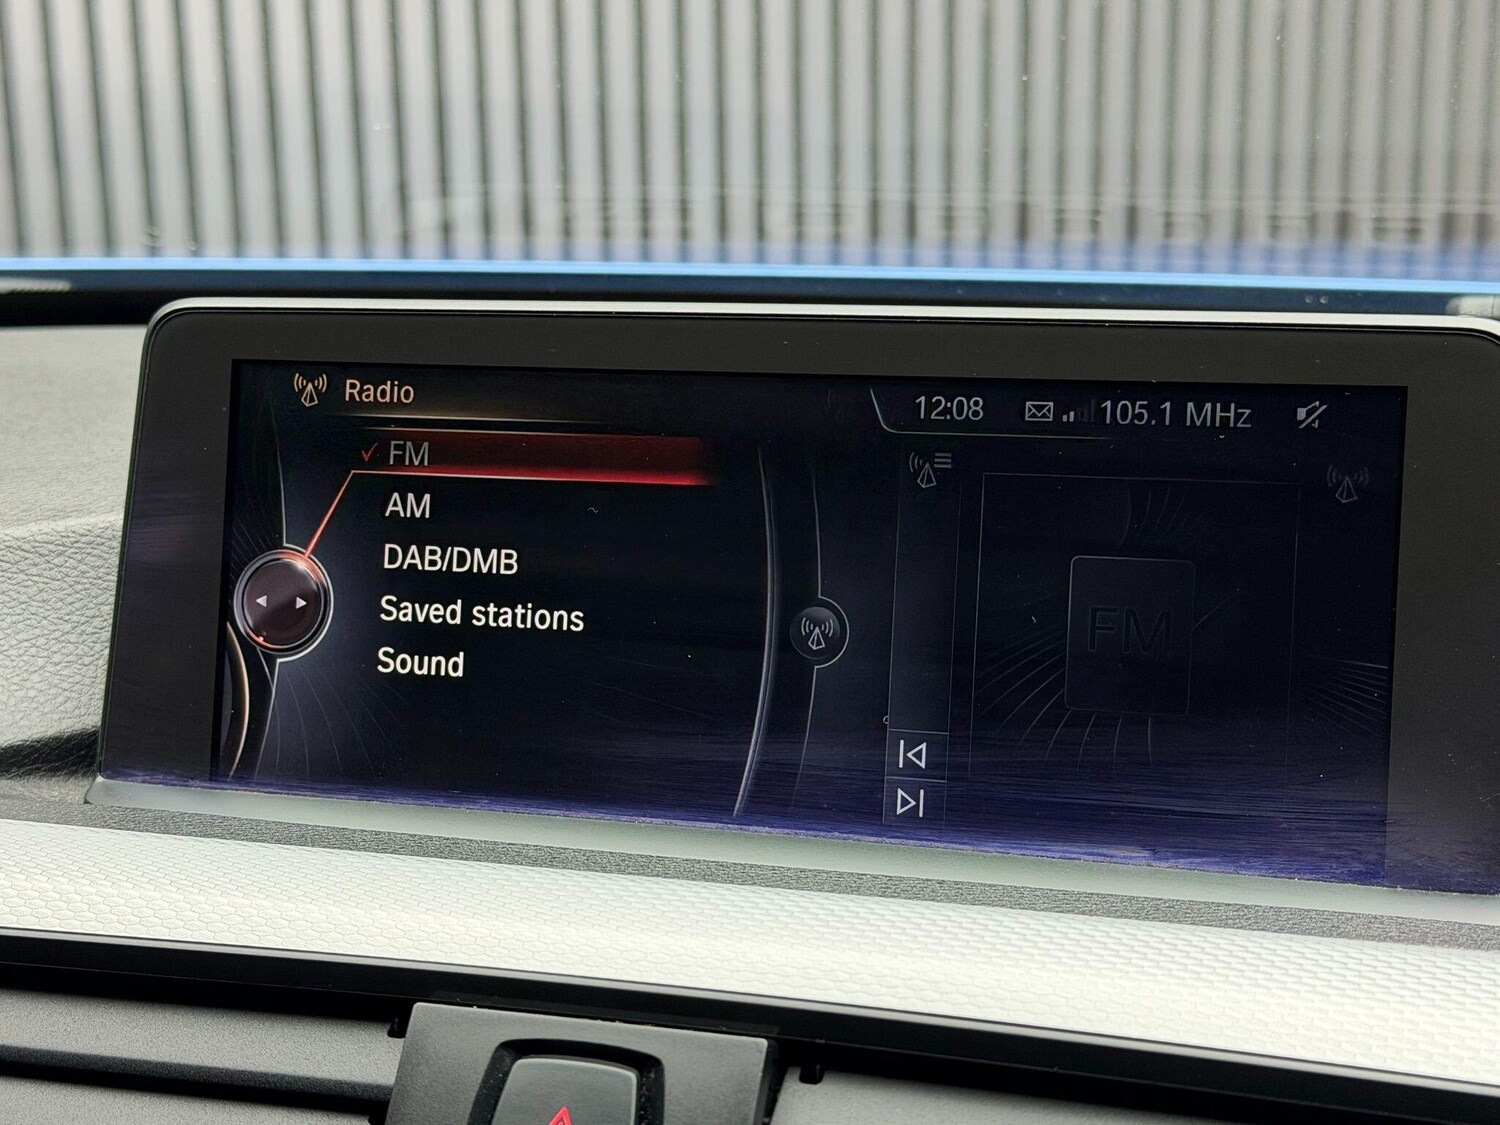 Radio
12:08 105.1 MHz
FM
AM
DAB/DMB
Saved stations
Sound
FM